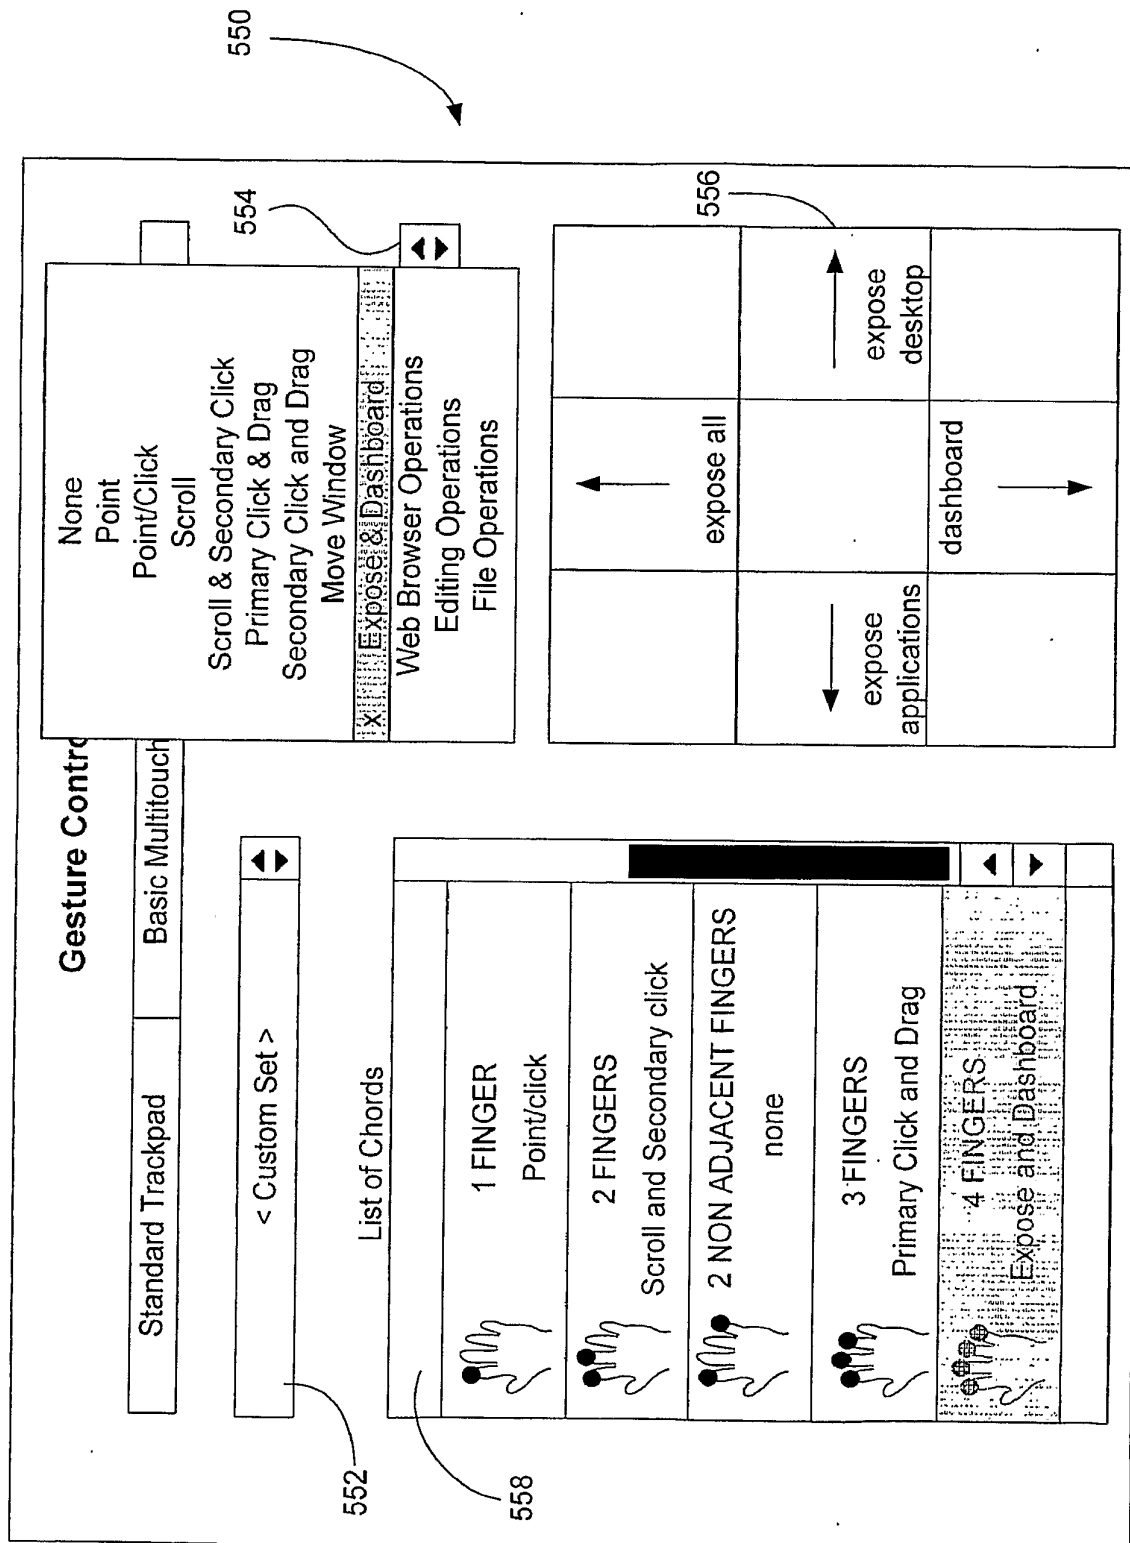 Gesture Contro
Standard Trackpad
Basic Multitouch
< Custom Set >
List of Chords
1 FINGER
Point/click
2 FINGERS
Scroll and Secondary click
2 NON ADJACENT FINGERS
none
3 FINGERS
Primary Click and Drag
4 FINGERS
Expose and Dashboard
None
Point
Point/Click
Scroll
Scroll & Secondary Click
Primary Click & Drag
Secondary Click and Drag
Move Window
x Expose & Dashboard
Web Browser Operations
Editing Operations
File Operations
expose all
expose
applications
expose
desktop
dashboard
550
552
554
556
558